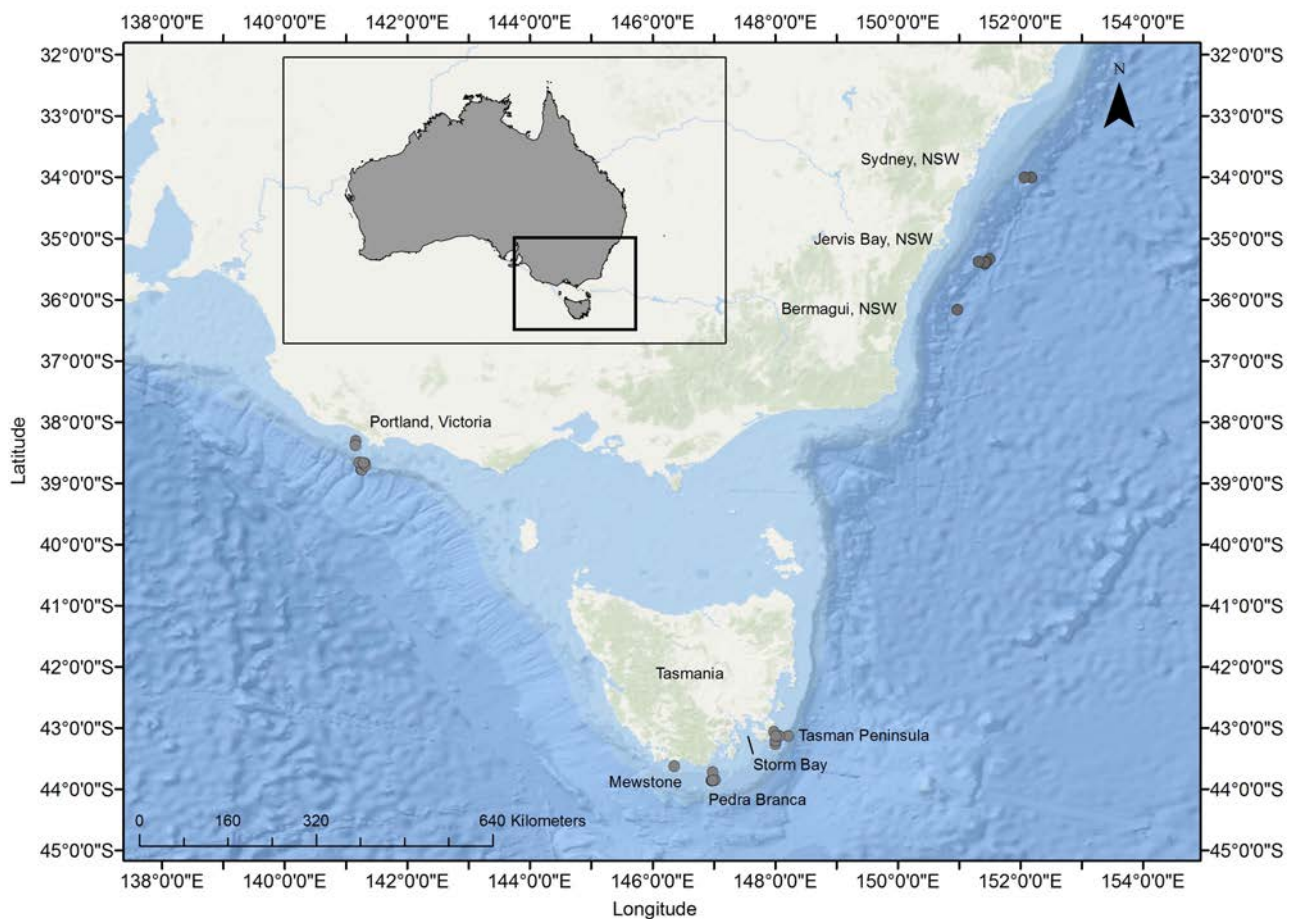 138°0'0"E 140°0'0"E 142°0'0"E 144°0'0"E 146°0'0"E 148°0'0"E 150°0'0"E 152°0'0"E 154°0'0"E
32°0'0"S 32°0'0"S
N
33°0'0"S 33°0'0"S
Sydney, NSW
34°0'0"S 34°0'0"S
35°0'0"S Jervis Bay, NSW 35°0'0"S
36°0'0"S Bermagui, NSW 36°0'0"S
37°0'0"S 37°0'0"S
38°0'0"S Portland, Victoria 38°0'0"S
Latitude
39°0'0"S 39°0'0"S
40°0'0"S 40°0'0"S
41°0'0"S 41°0'0"S
42°0'0"S Tasmania 42°0'0"S
43°0'0"S Tasman Peninsula 43°0'0"S
Storm Bay
Mewstone
44°0'0"S Pedra Branca 44°0'0"S
0 160 320 640 Kilometers
45°0'0"S 45°0'0"S
138°0'0"E 140°0'0"E 142°0'0"E 144°0'0"E 146°0'0"E 148°0'0"E 150°0'0"E 152°0'0"E 154°0'0"E
Longitude